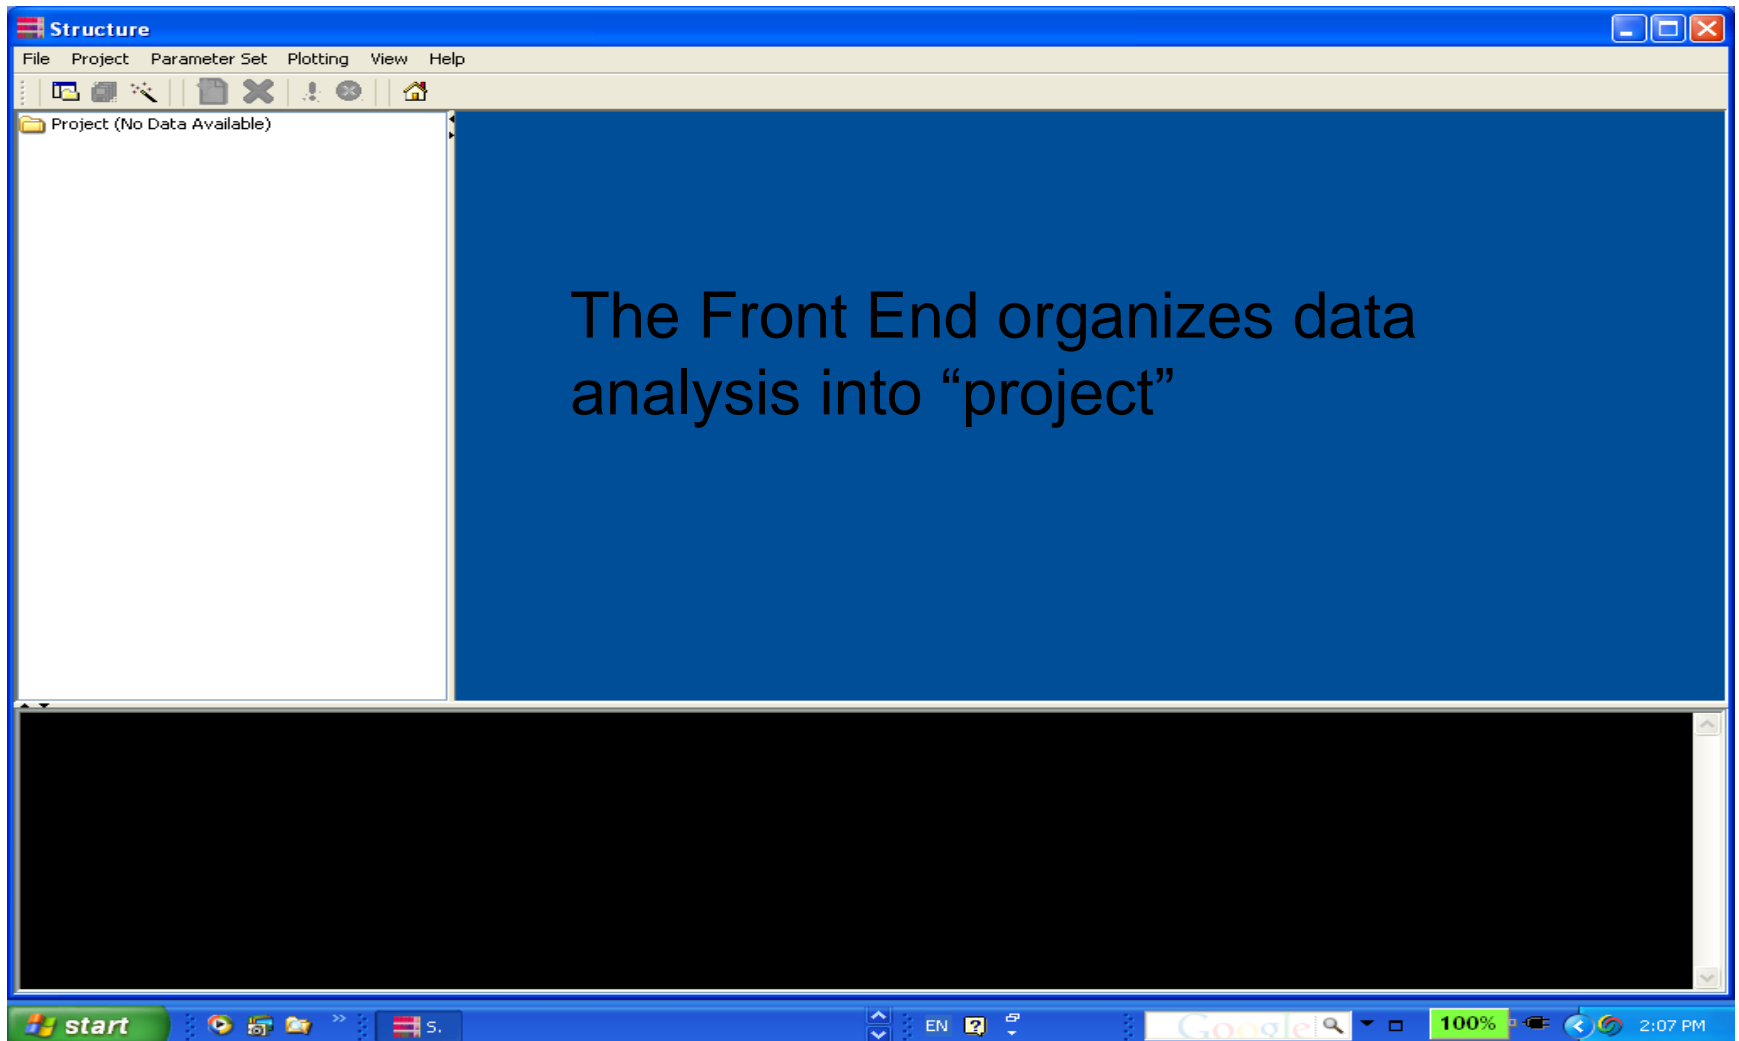 Structure
File Project Parameter Set Plotting View Help
Project (No Data Available)
The Front End organizes data
analysis into “project”
start
S.
EN
Google
100%
2:07 PM